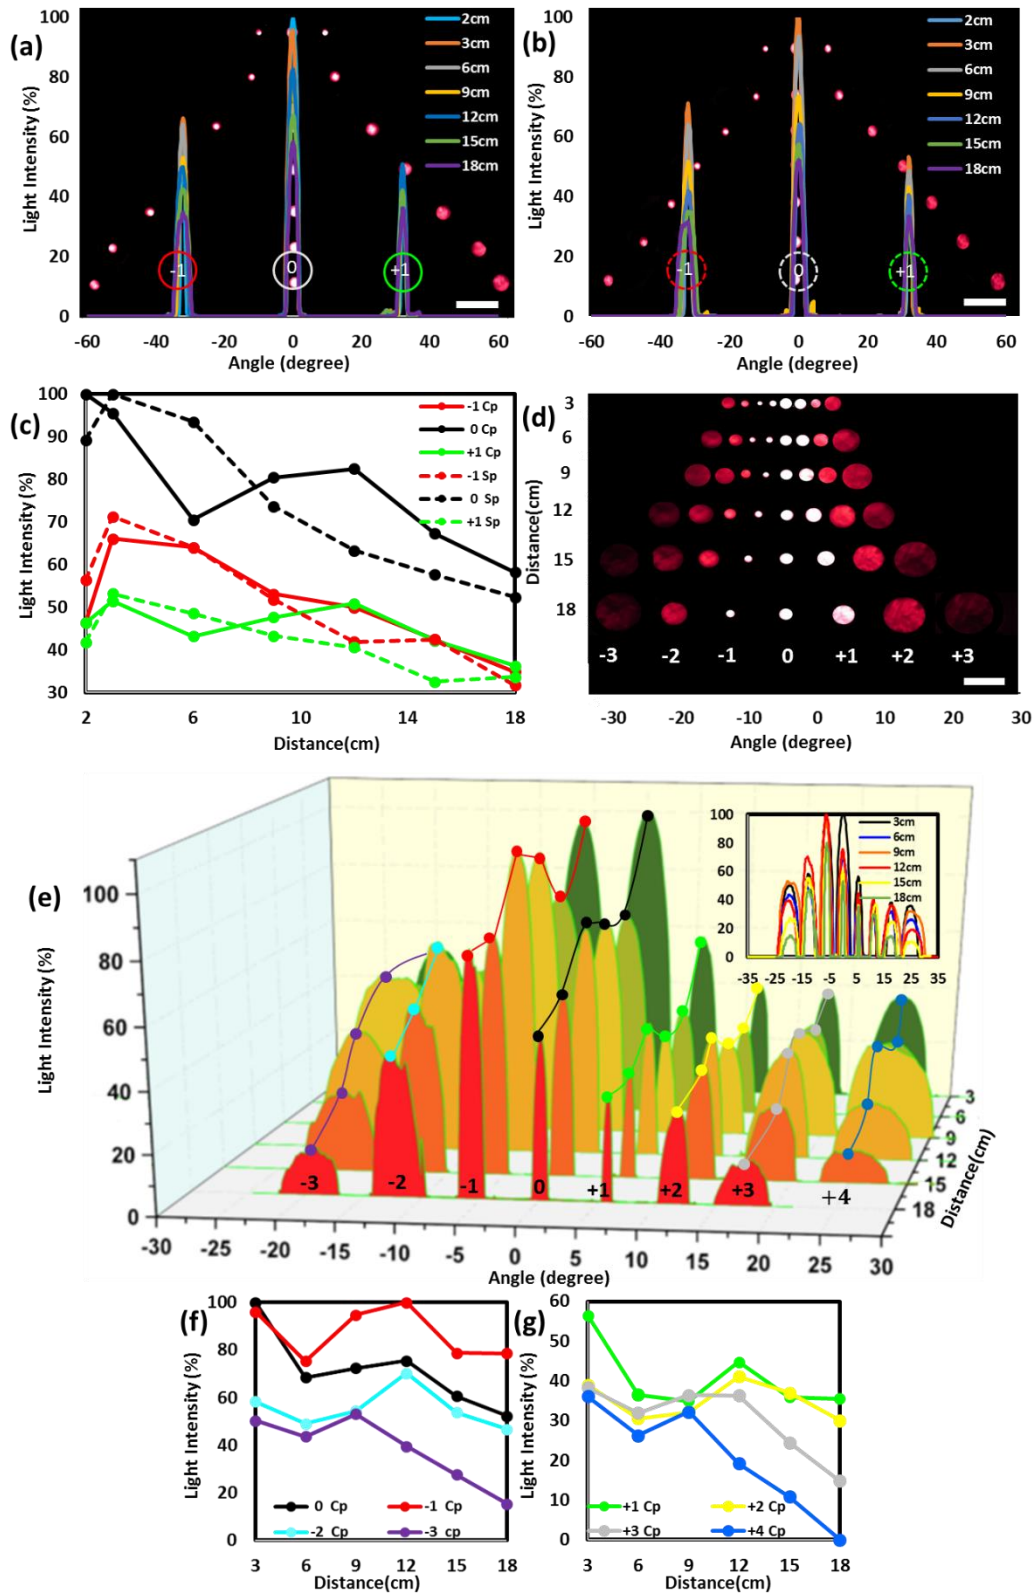 (a)
Light Intensity (%)
100
80
60
40
20
0
-60
-40
-20
0
20
40
60
Angle (degree)
2cm
3cm
6cm
9cm
12cm
15cm
18cm
-1
0
+1
(b)
Light Intensity (%)
100
80
60
40
20
0
-60
-40
-20
0
20
40
60
Angle (degree)
2cm
3cm
6cm
9cm
12cm
15cm
18cm
-1
0
+1
(c)
Light Intensity (%)
100
90
80
70
60
50
40
30
2
6
10
14
18
Distance(cm)
-1 Cp
0 Cp
+1 Cp
-1 Sp
0 Sp
+1 Sp
(d)
Distance(cm)
3
6
9
12
15
18
-3
-2
-1
0
+1
+2
+3
-30
-20
-10
0
10
20
30
Angle (degree)
(e)
Light Intensity (%)
100
80
60
40
20
0
-30
-25
-20
-15
-10
-5
0
5
10
15
20
25
30
Angle (degree)
3
6
9
12
15
18
Distance(cm)
-3
-2
-1
0
+1
+2
+3
+4
100
80
60
40
20
0
-35
-25
-15
-5
5
15
25
35
3cm
6cm
9cm
12cm
15cm
18cm
(f)
Light Intensity (%)
100
80
60
40
20
0
3
6
9
12
15
18
Distance(cm)
0 Cp
-1 Cp
-2 Cp
-3 cp
(g)
Light Intensity (%)
60
50
40
30
20
10
0
3
6
9
12
15
18
Distance(cm)
+1 Cp
+2 Cp
+3 Cp
+4 Cp